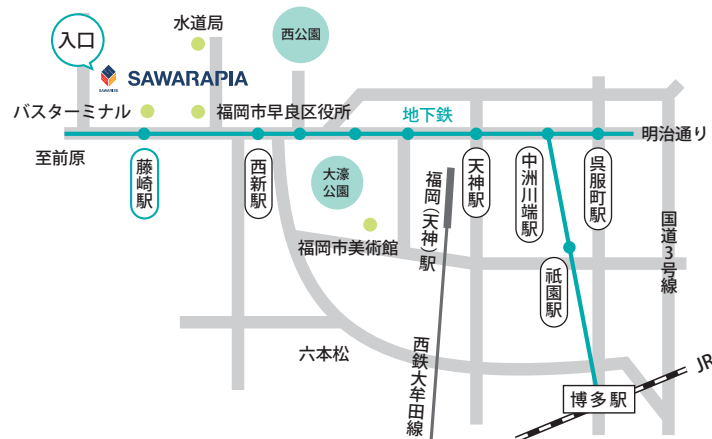 水道局
西公園
入口
SAWARAPIA
SAWARAPIA
バスターミナル
福岡市早良区役所
地下鉄
明治通り
至前原
藤崎駅
西新駅
大濠
公園
福岡(天神)駅
天神駅
中洲川端駅
呉服町駅
国道3号線
福岡市美術館
祇園駅
六本松
西鉄大牟田線
JR
博多駅